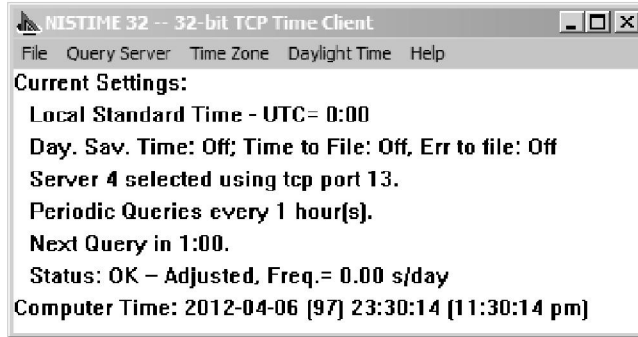 NISTIME 32 -- 32-bit TCP Time Client
File Query Server Time Zone Daylight Time Help
Current Settings:
Local Standard Time - UTC= 0:00
Day. Sav. Time: Off; Time to File: Off, Err to file: Off
Server 4 selected using tcp port 13.
Periodic Queries every 1 hour(s).
Next Query in 1:00.
Status: OK – Adjusted, Freq.= 0.00 s/day
Computer Time: 2012-04-06 (97) 23:30:14 (11:30:14 pm)